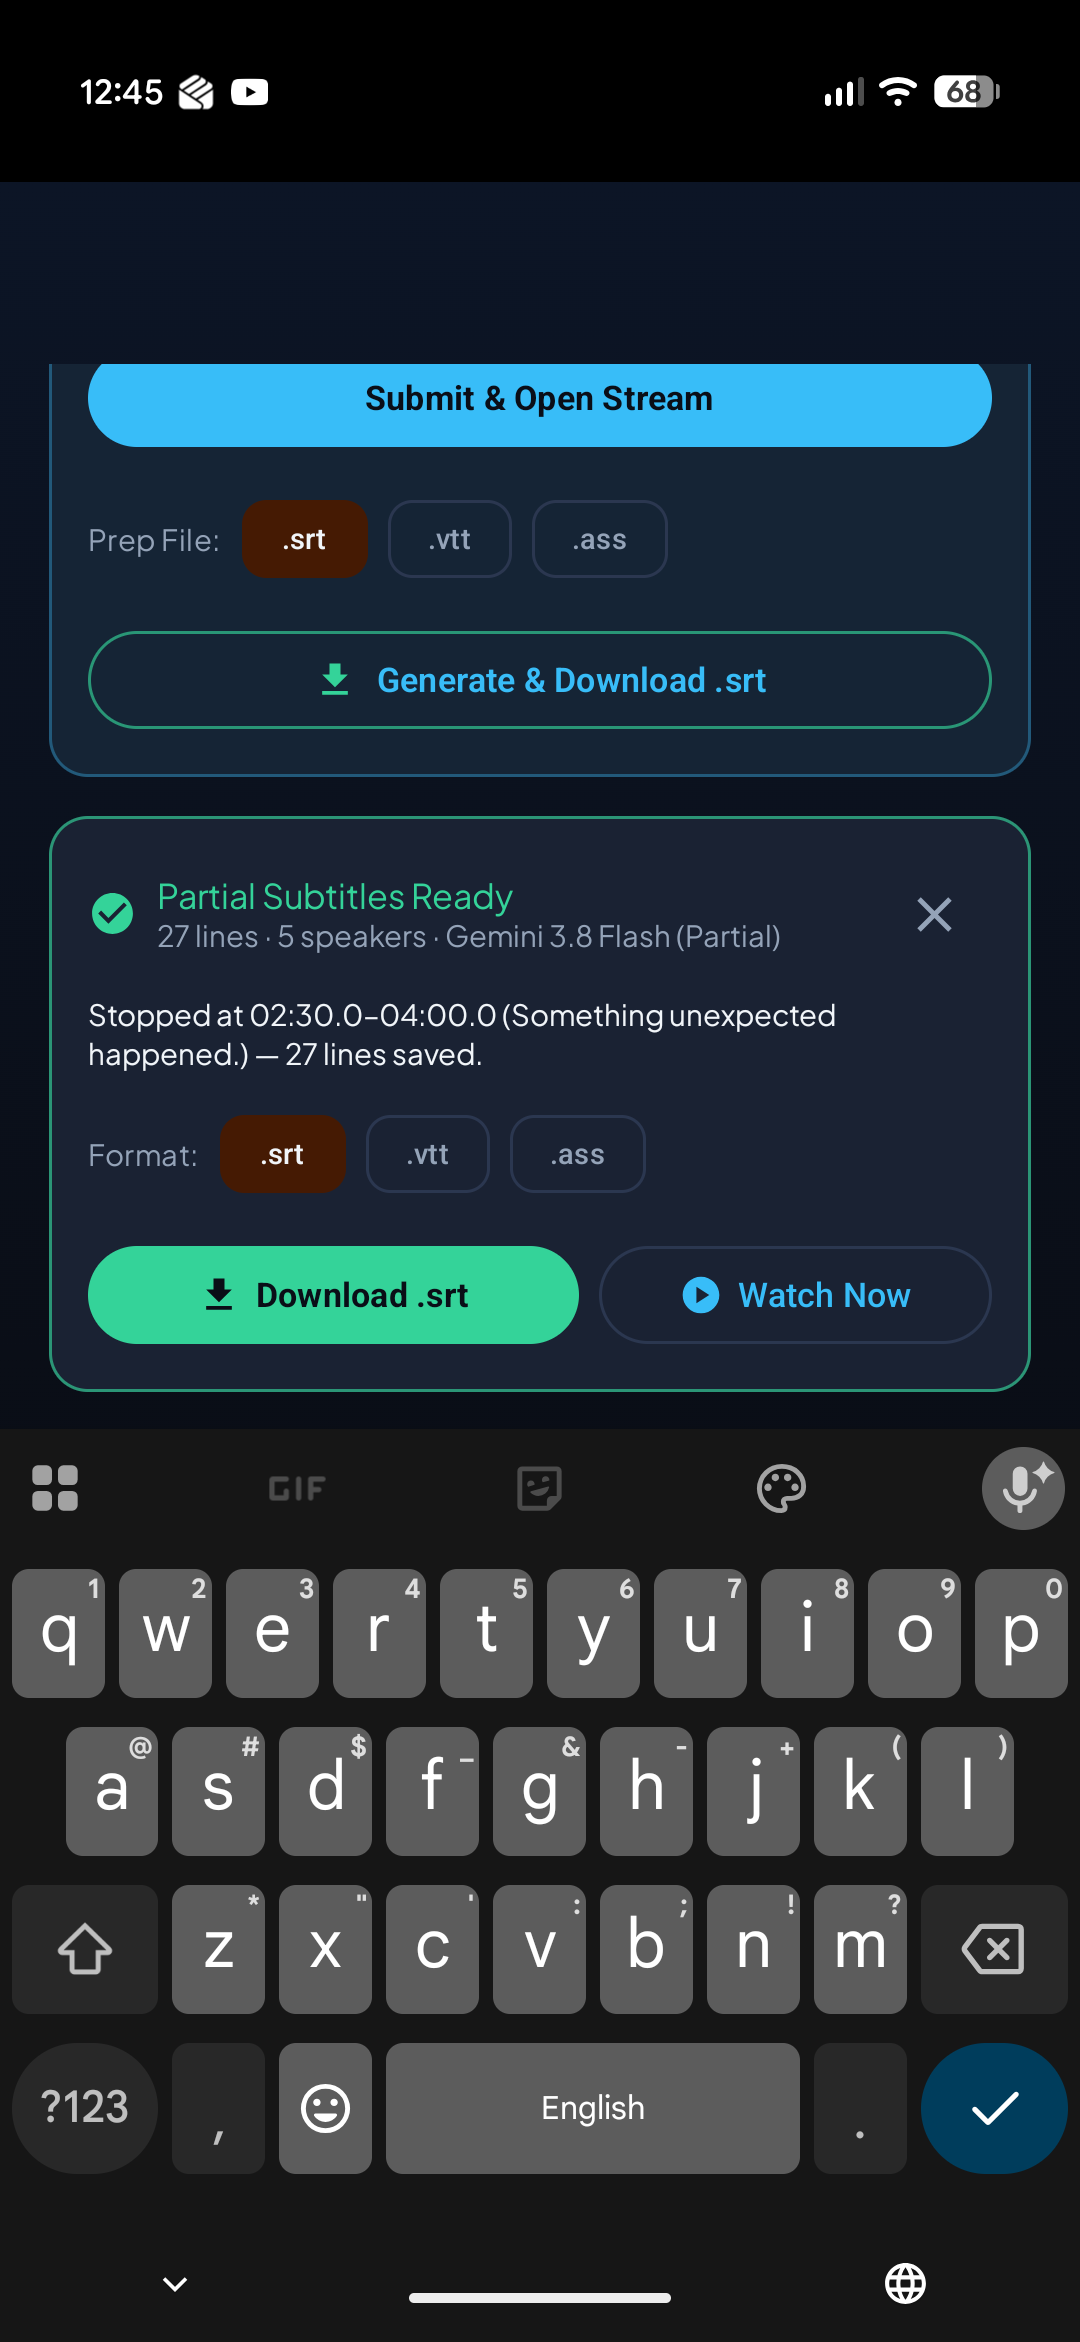 12:45
68
Submit & Open Stream
Prep File: .srt .vtt .ass
Generate & Download .srt
Partial Subtitles Ready
27 lines · 5 speakers · Gemini 3.8 Flash (Partial)
Stopped at 02:30.0–04:00.0 (Something unexpected
happened.) — 27 lines saved.
Format: .srt .vtt .ass
Download .srt Watch Now
GIF
q 1 w 2 e 3 r 4 t 5 y 6 u 7 i 8 o 9 p 0
a @ s # d $ f _ g & h - j + k ( l )
z * x " c ' v : b ; n ! m ?
?123 , English .